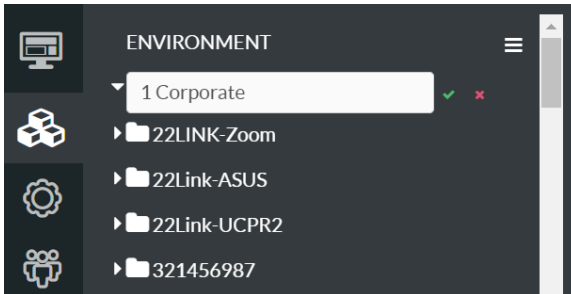 ENVIRONMENT
1 Corporate
22LINK-Zoom
22Link-ASUS
22Link-UCPR2
321456987